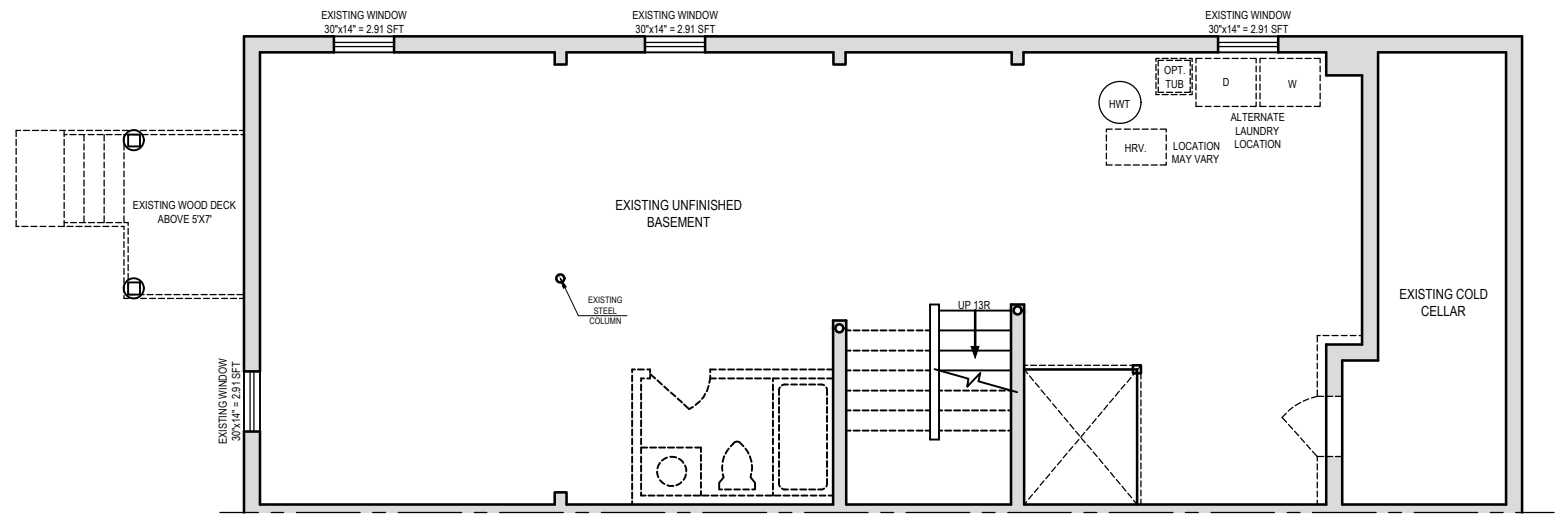 EXISTING WINDOW
30"x14" = 2.91 SFT
EXISTING WINDOW
30"x14" = 2.91 SFT
EXISTING WINDOW
30"x14" = 2.91 SFT
OPT.
TUB
D
W
HWT
ALTERNATE
LAUNDRY
LOCATION
HRV.
LOCATION
MAY VARY
EXISTING WOOD DECK
ABOVE 5'X7'
EXISTING UNFINISHED
BASEMENT
EXISTING
STEEL
COLUMN
UP 13R
EXISTING COLD
CELLAR
EXISTING WINDOW
30"x14" = 2.91 SFT